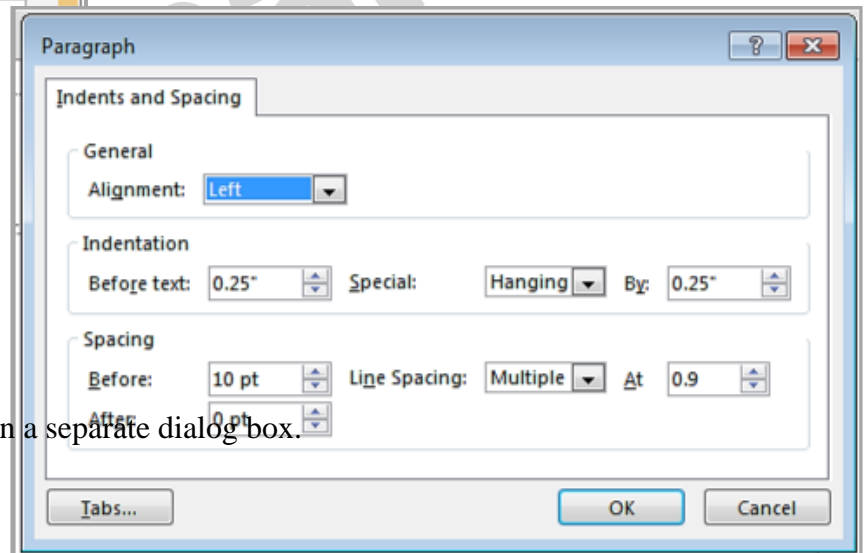 Paragraph
Indents and Spacing
General
Alignment: Left
Indentation
Before text: 0.25" Special: Hanging By: 0.25"
Spacing
Before: 10 pt Line Spacing: Multiple At 0.9
After: 0 pt
n a separate dialog box.
Tabs... OK Cancel